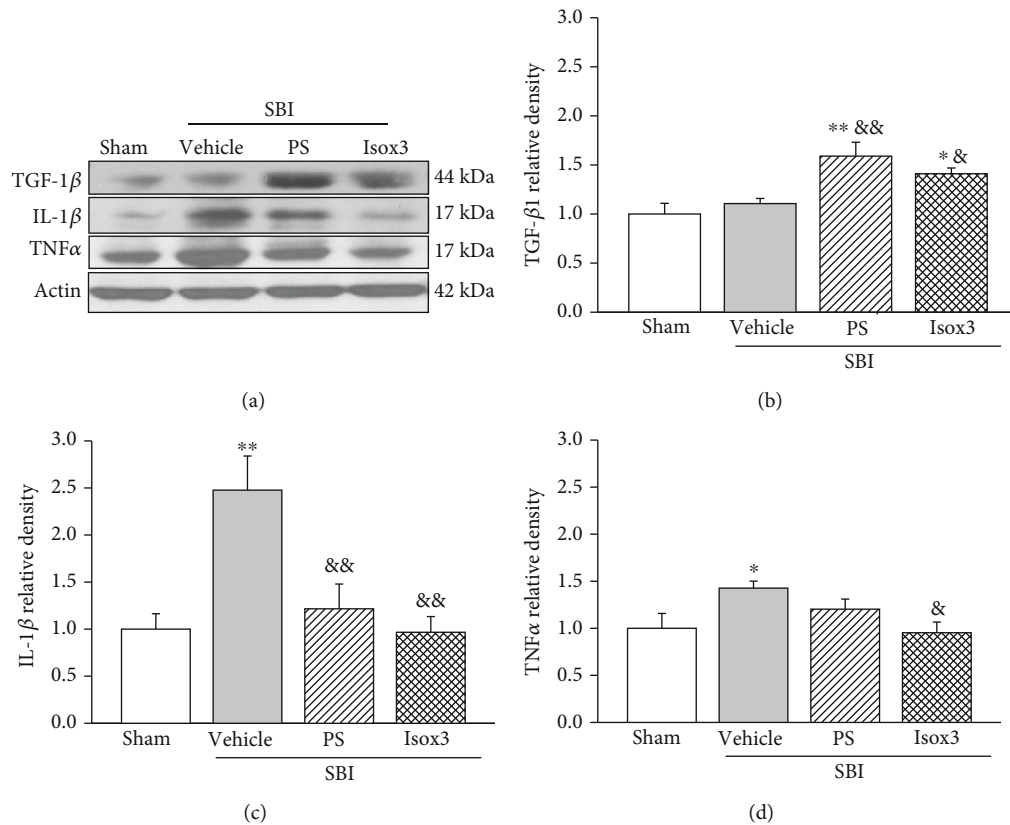 SBI
Sham Vehicle PS Isox3
TGF-1β 44 kDa
IL-1β 17 kDa
TNFα 17 kDa
Actin 42 kDa
(a)
TGF-β1 relative density
3.0
2.5
2.0
1.5
1.0
0.5
0.0
** &&
* &
Sham Vehicle PS Isox3
SBI
(b)
IL-1β relative density
3.0
2.5
2.0
1.5
1.0
0.5
0.0
**
&&
&&
Sham Vehicle PS Isox3
SBI
(c)
TNFα relative density
3.0
2.5
2.0
1.5
1.0
0.5
0.0
*
&
Sham Vehicle PS Isox3
SBI
(d)